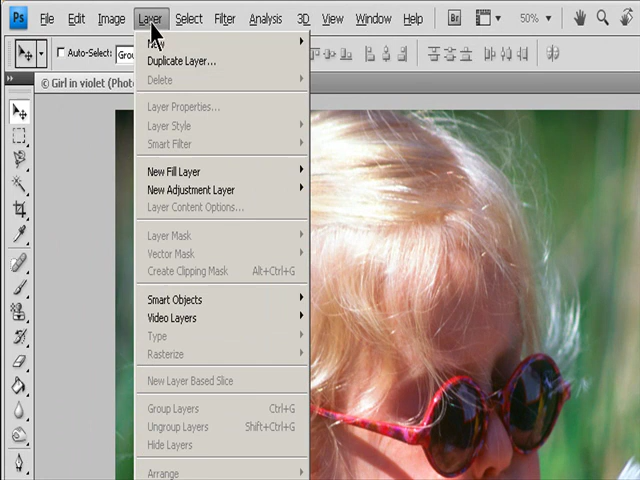 Ps File Edit Image Layer Select Filter Analysis 3D View Window Help Br 50%
Auto-Select: Grou
© Girl in violet (Phot
Duplicate Layer...
Delete
Layer Properties...
Layer Style
Smart Filter
New Fill Layer
New Adjustment Layer
Layer Content Options...
Layer Mask
Vector Mask
Create Clipping Mask Alt+Ctrl+G
Smart Objects
Video Layers
Type
Rasterize
New Layer Based Slice
Group Layers Ctrl+G
Ungroup Layers Shift+Ctrl+G
Hide Layers
Arrange